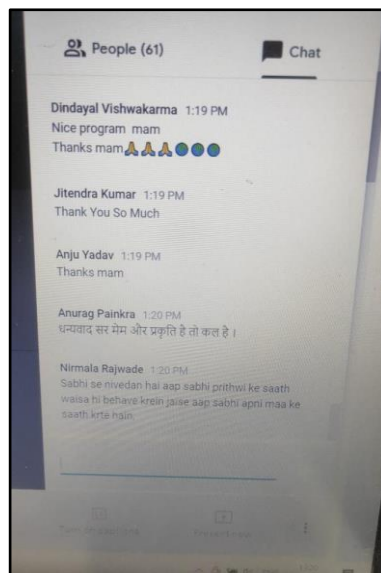 People (61)
Chat
Dindayal Vishwakarma 1:19 PM
Nice program mam
Thanks mam🙏🙏🙏🌍🌍🌍
Jitendra Kumar 1:19 PM
Thank You So Much
Anju Yadav 1:19 PM
Thanks mam
Anurag Painkra 1:20 PM
धन्यवाद सर मेम और प्रकृति है तो कल है ।
Nirmala Rajwade 1:20 PM
Sabhi se nivedan hai aap sabhi prithwi ke saath
waisa hi behave krein jaise aap sabhi apni maa ke
saath krte hain